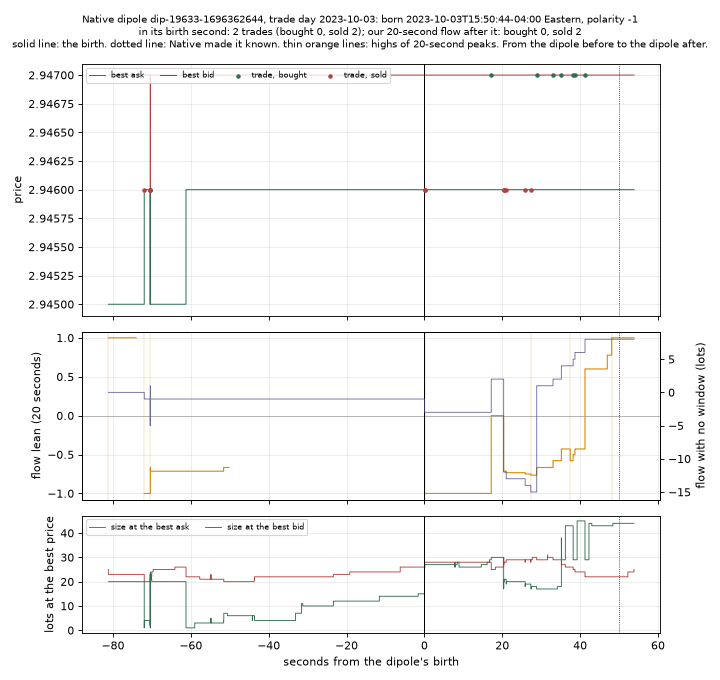 Native dipole dip-19633-1696362644, trade day 2023-10-03: born 2023-10-03T15:50:44-04:00 Eastern, polarity -1
in its birth second: 2 trades (bought 0, sold 2); our 20-second flow after it: bought 0, sold 2
solid line: the birth. dotted line: Native made it known. thin orange lines: highs of 20-second peaks. From the dipole before to the dipole after.
best ask
best bid
trade, bought
trade, sold
2.94700
2.94675
2.94650
2.94625
2.94600
2.94575
2.94550
2.94525
2.94500
price
1.0
0.5
0.0
−0.5
−1.0
flow lean (20 seconds)
5
0
−5
−10
−15
flow with no window (lots)
size at the best ask
size at the best bid
40
30
20
10
0
lots at the best price
−80
−60
−40
−20
0
20
40
60
seconds from the dipole's birth